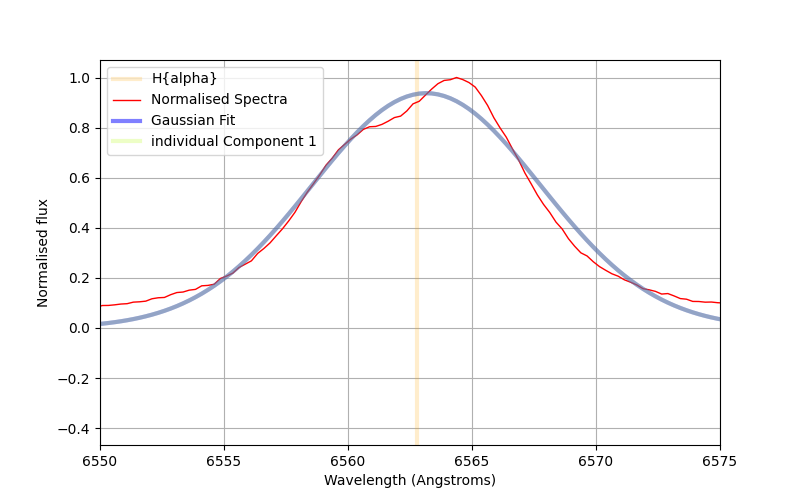 H{alpha}
Normalised Spectra
Gaussian Fit
individual Component 1
Normalised flux
1.0
0.8
0.6
0.4
0.2
0.0
−0.2
−0.4
6550 6555 6560 6565 6570 6575
Wavelength (Angstroms)